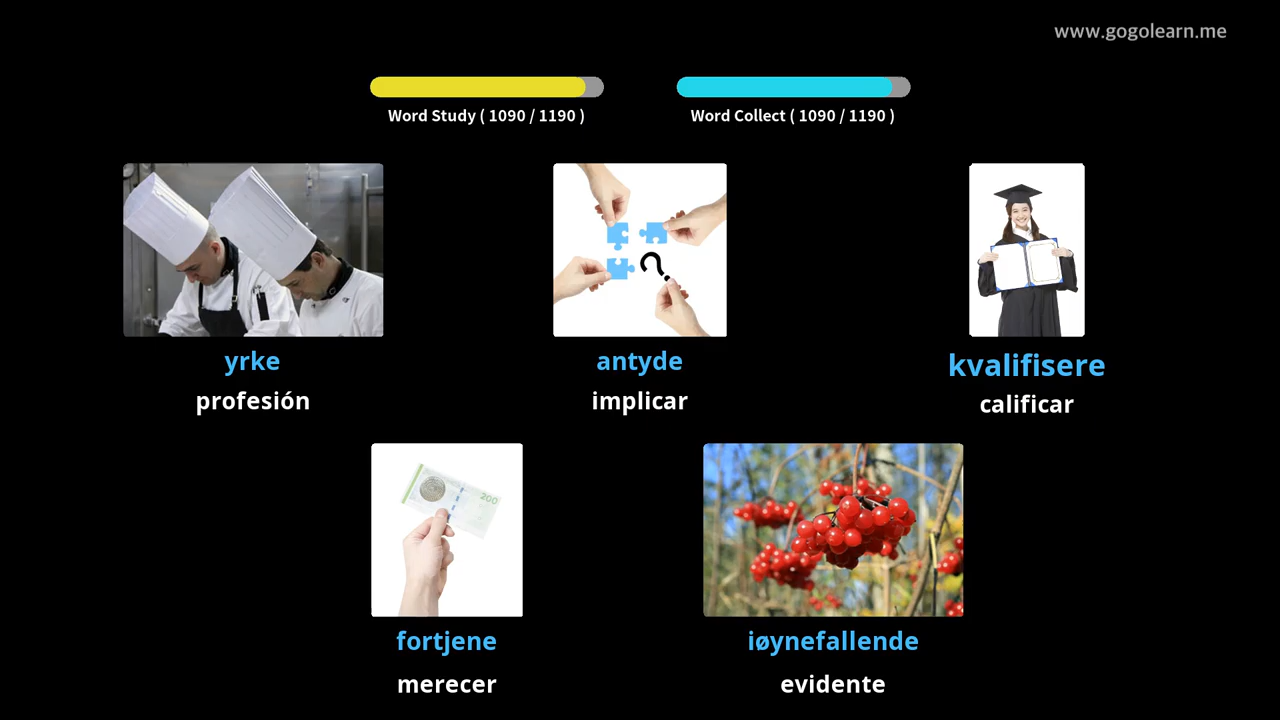 www.gogolearn.me
Word Study ( 1090 / 1190 )
Word Collect ( 1090 / 1190 )
yrke
antyde
kvalifisere
profesión
implicar
calificar
200
fortjene
iøynefallende
merecer
evidente